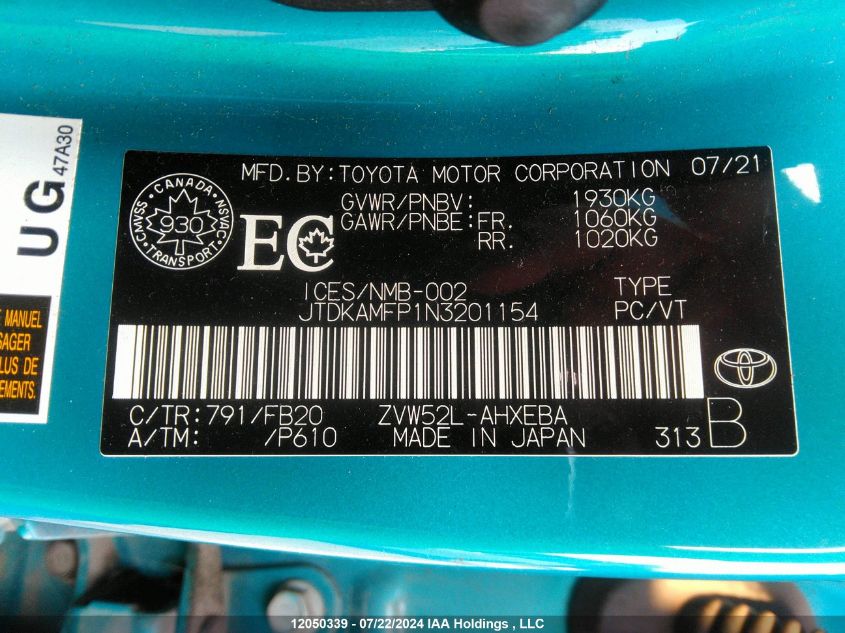 UG 47A30
E MANUEL
SAGER
LUS DE
EMENTS.
MFD.BY:TOYOTA MOTOR CORPORATION 07/21
CANADA
CMVSS NSVAC
930
TRANSPORT
EC
GVWR/PNBV: 1930KG
GAWR/PNBE:FR. 1060KG
RR. 1020KG
ICES/NMB-002 TYPE
JTDKAMFP1N3201154 PC/VT
C/TR:791/FB20 ZVW52L-AHXEBA
A/TM: /P610 MADE IN JAPAN 313 B
12050339 - 07/22/2024 IAA Holdings , LLC